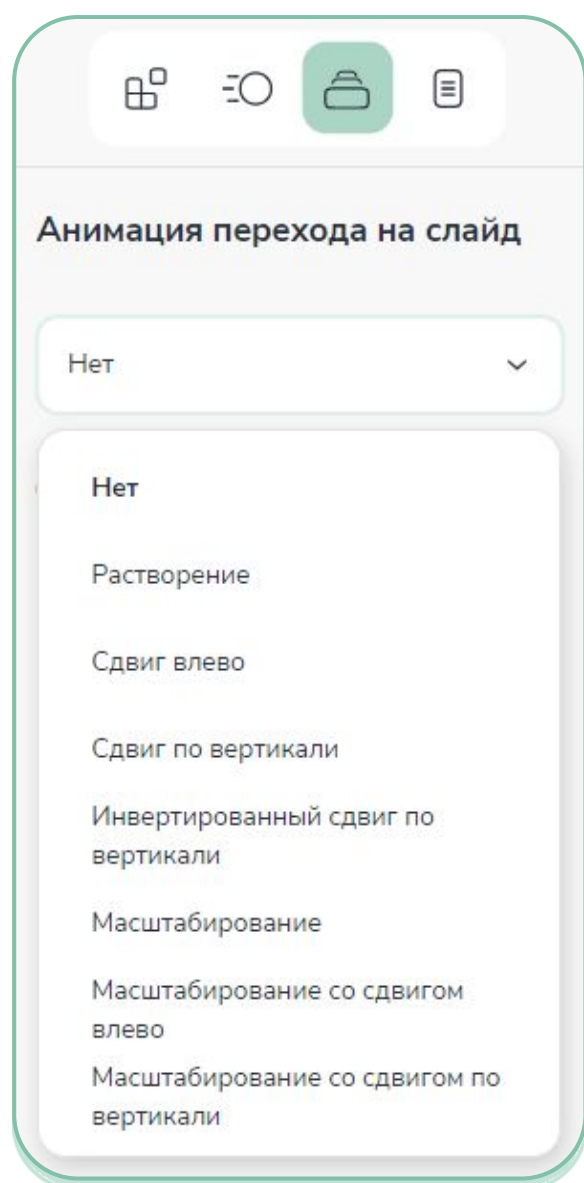 Анимация перехода на слайд
Нет
Нет
Растворение
Сдвиг влево
Сдвиг по вертикали
Инвертированный сдвиг по
вертикали
Масштабирование
Масштабирование со сдвигом
влево
Масштабирование со сдвигом по
вертикали